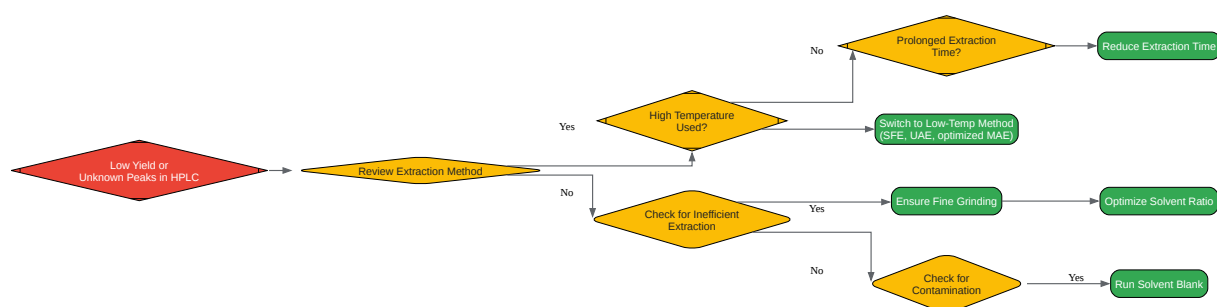 Prolonged Extraction
Time?
No
Reduce Extraction Time
High Temperature
Used?
Yes
Switch to Low-Temp Method
(SFE, UAE, optimized MAE)
Low Yield or
Unknown Peaks in HPLC
Review Extraction Method
No
Check for Inefficient
Extraction
Yes
Ensure Fine Grinding
Optimize Solvent Ratio
No
Check for
Contamination
Yes
Run Solvent Blank